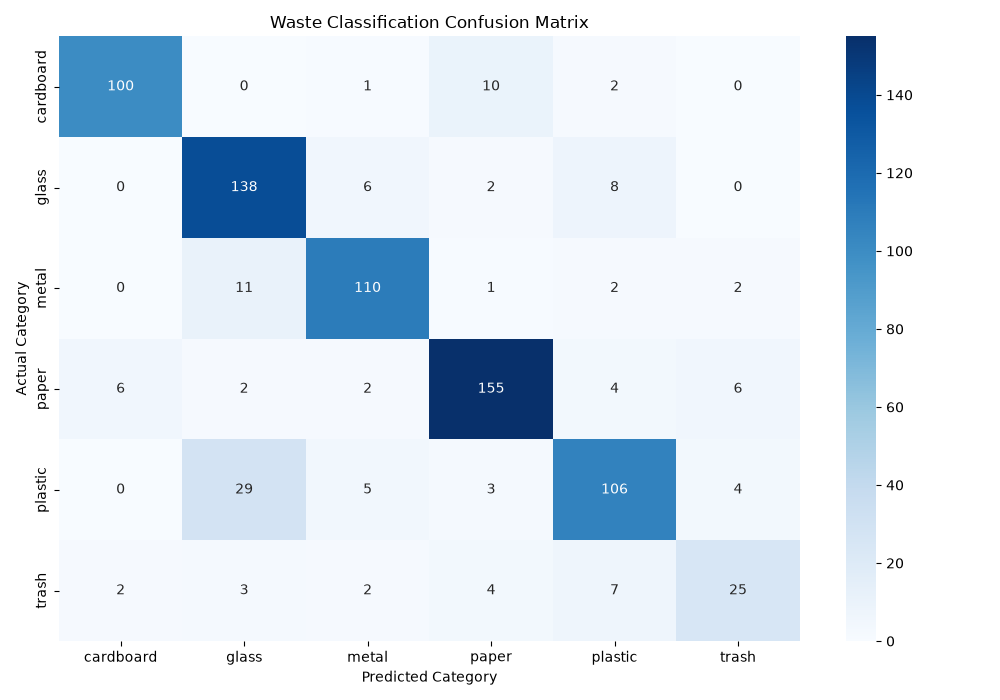 Waste Classification Confusion Matrix
Actual Category
cardboard 100 0 1 10 2 0
glass 0 138 6 2 8 0
metal 0 11 110 1 2 2
paper 6 2 2 155 4 6
plastic 0 29 5 3 106 4
trash 2 3 2 4 7 25
cardboard glass metal paper plastic trash
Predicted Category
140
120
100
80
60
40
20
0